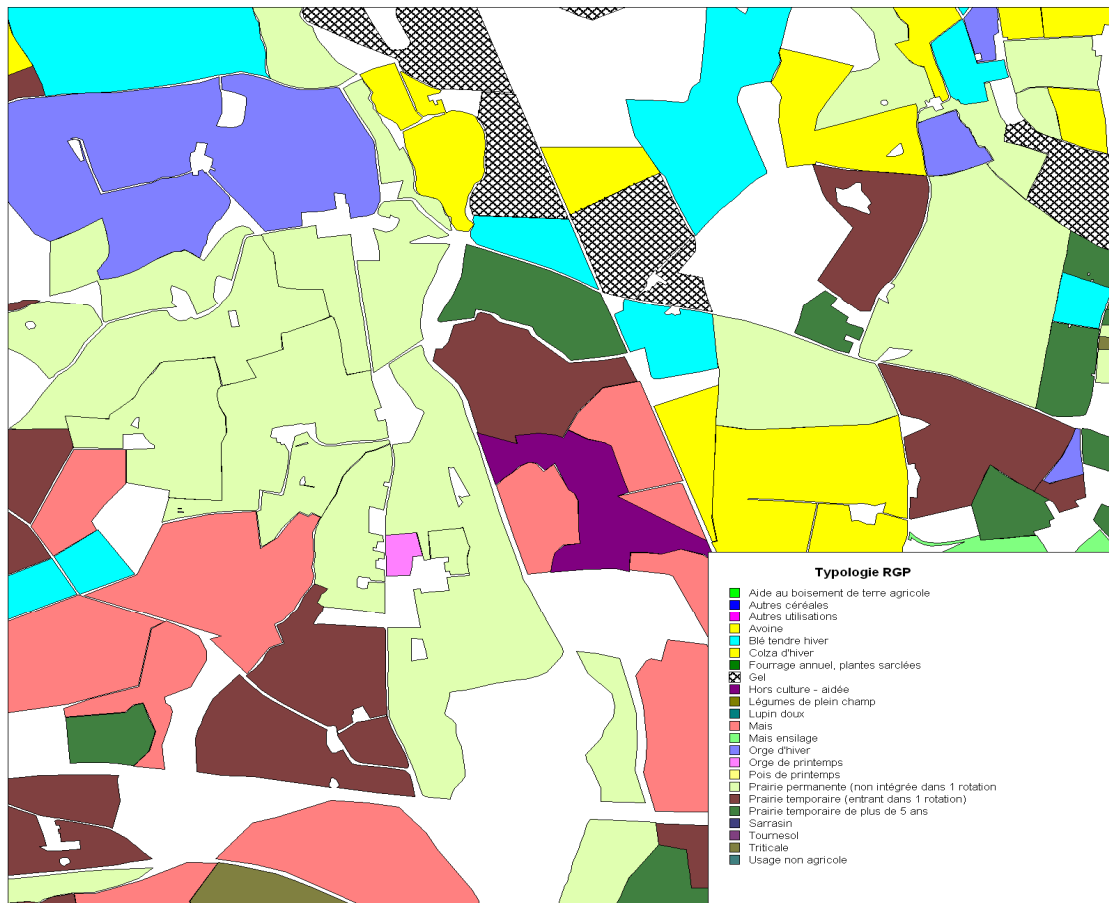 Typologie RGP
Aide au boisement de terre agricole
Autres céréales
Autres utilisations
Avoine
Blé tendre hiver
Colza d'hiver
Fourrage annuel, plantes sarclées
Gel
Hors culture - aidée
Légumes de plein champ
Lupin doux
Mais
Mais ensilage
Orge d'hiver
Orge de printemps
Pois de printemps
Prairie permanente (non intégrée dans 1 rotation
Prairie temporaire (entrant dans 1 rotation)
Prairie temporaire de plus de 5 ans
Sarrasin
Tournesol
Triticale
Usage non agricole